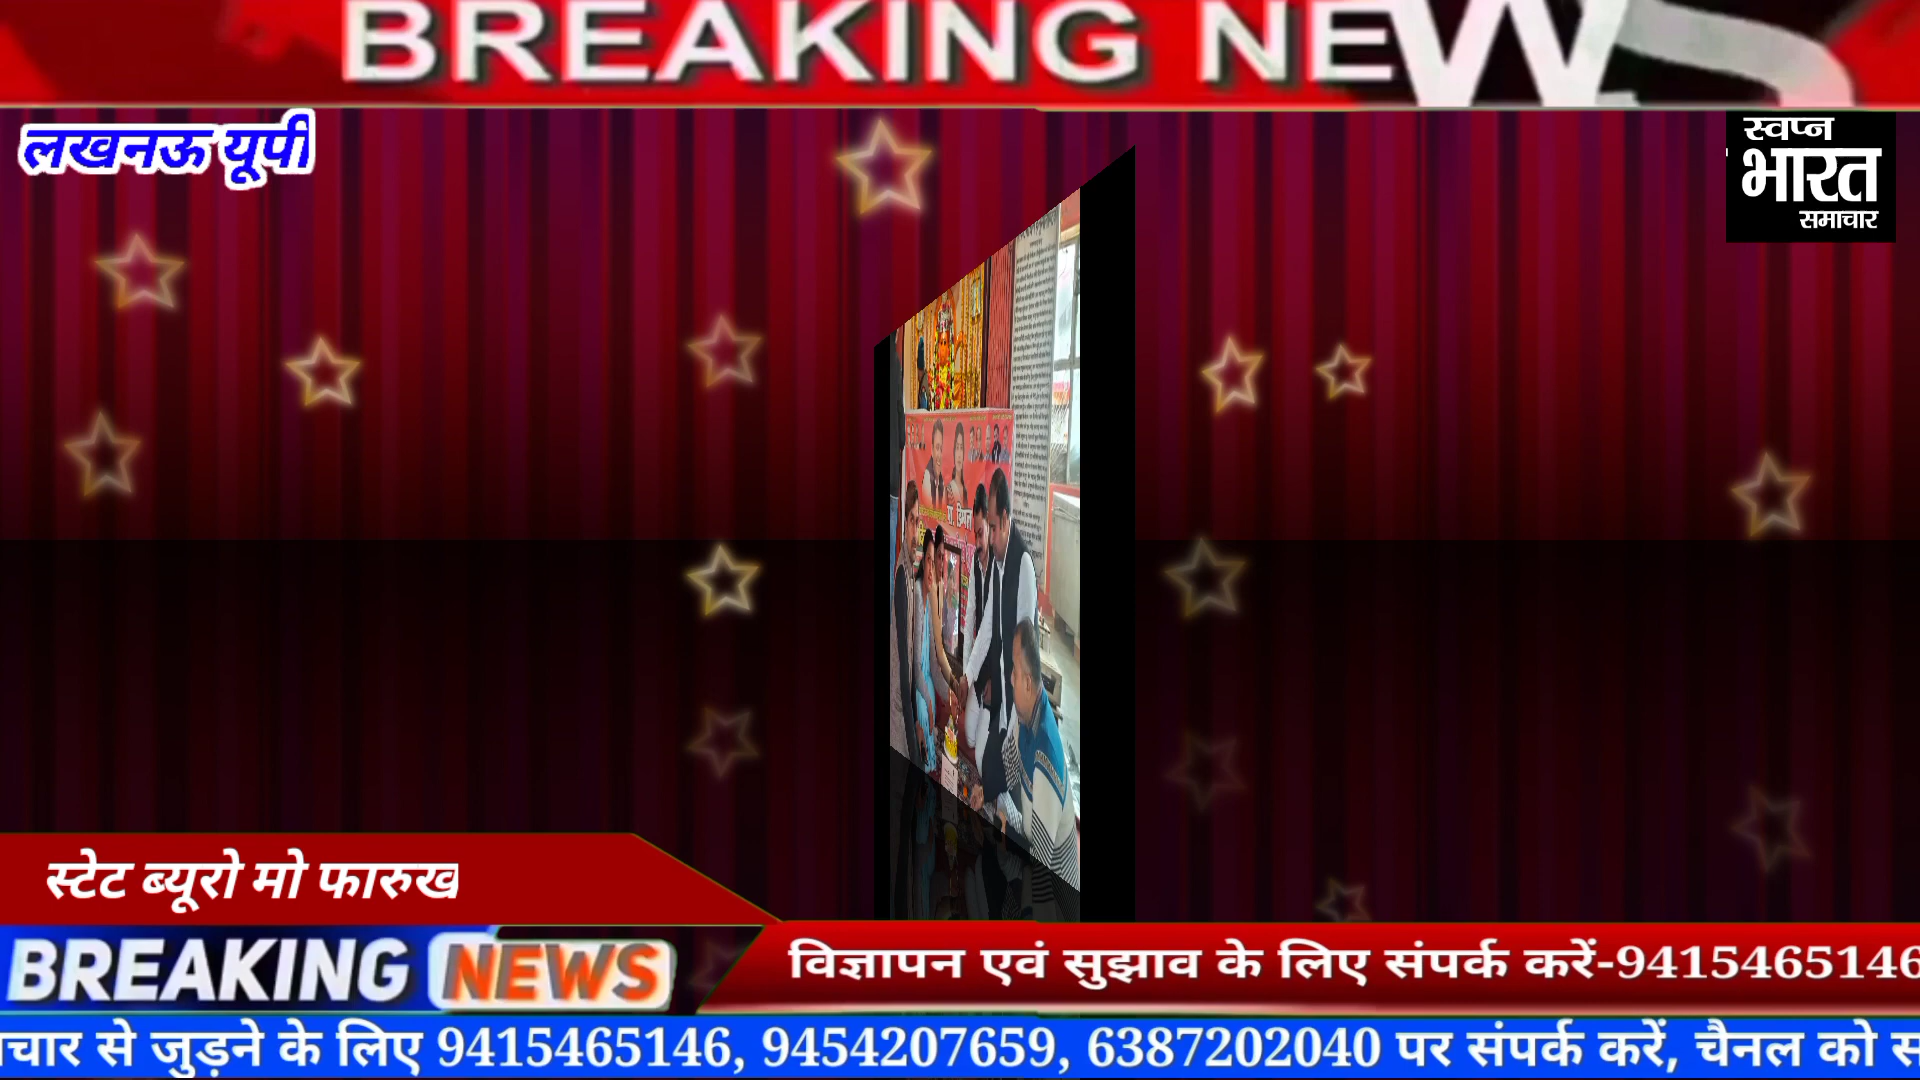 BREAKING NEWS
लखनऊ यूपी
स्वप्न
भारत
समाचार
स्टेट ब्यूरो मो फारुख
BREAKING NEWS
विज्ञापन एवं सुझाव के लिए संपर्क करें-9415465146
चार से जुड़ने के लिए 9415465146, 9454207659, 6387202040 पर संपर्क करें, चैनल को स